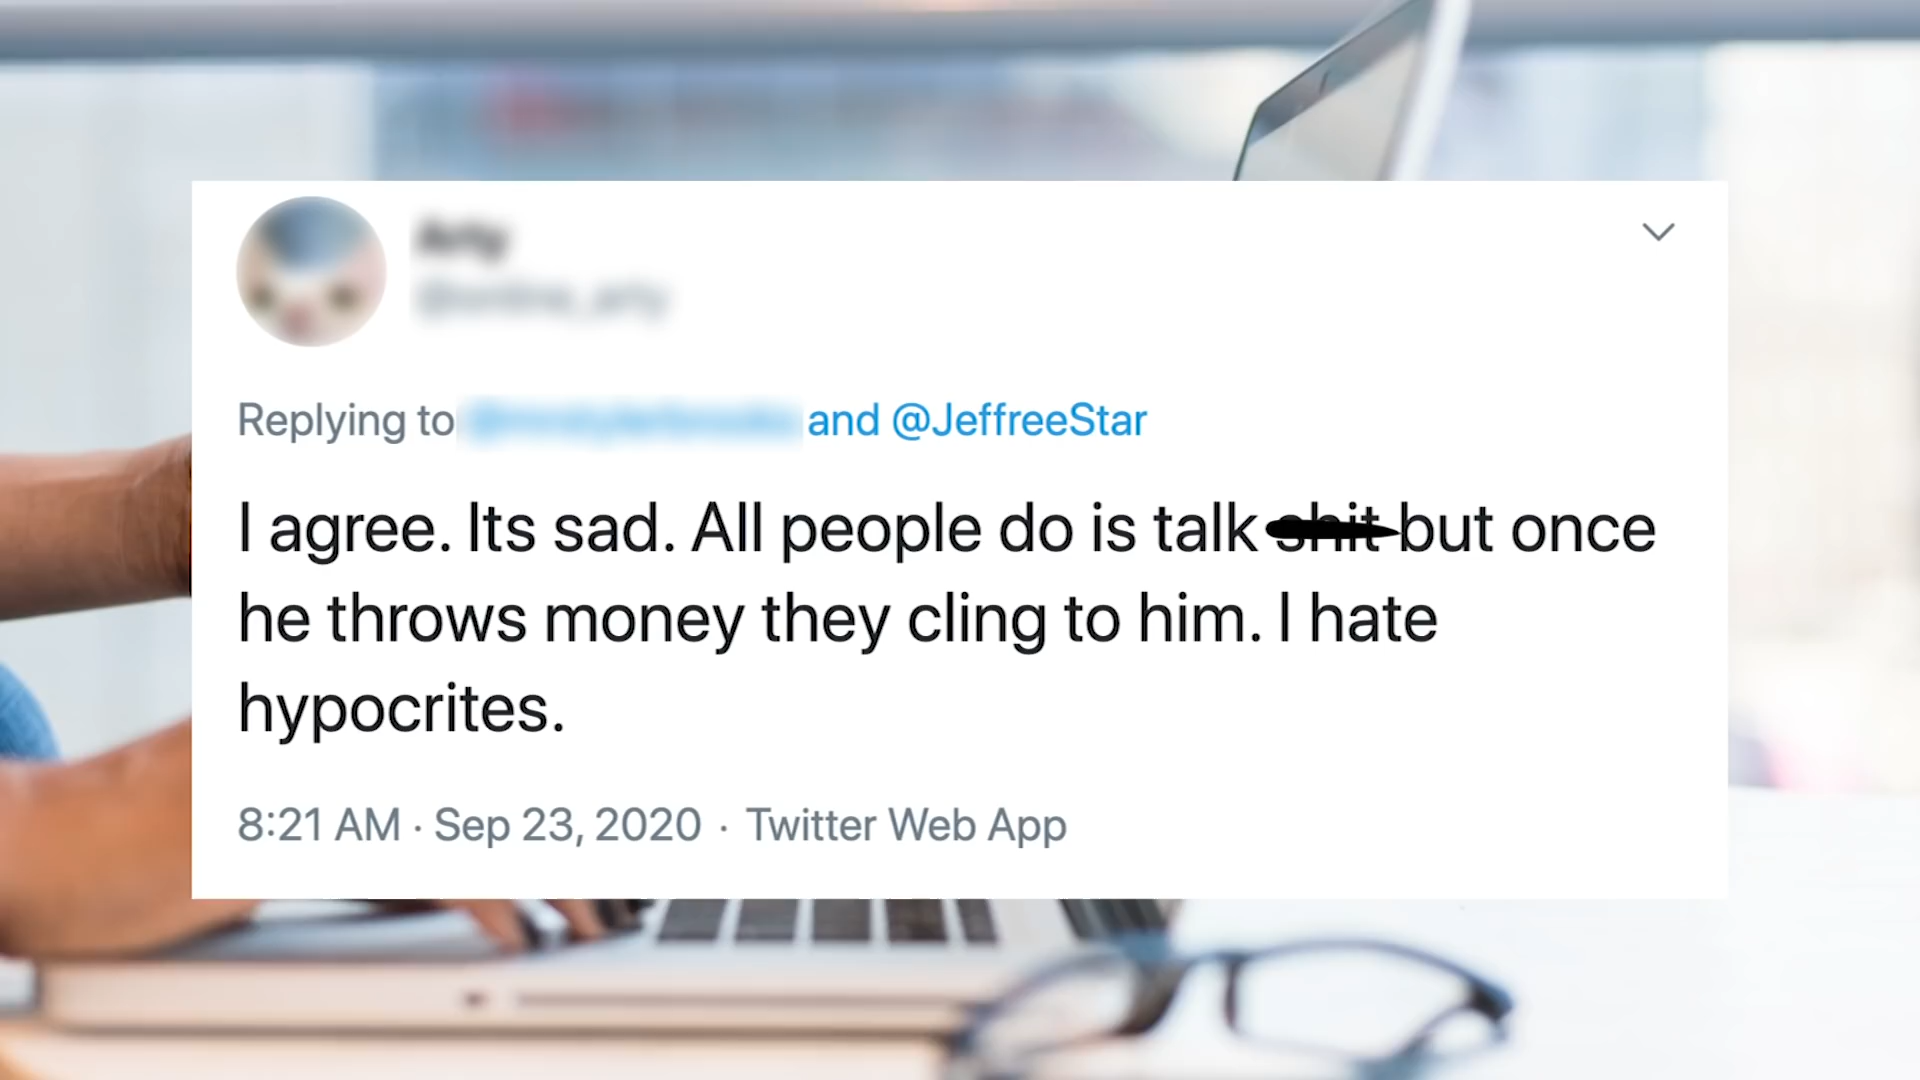 Replying to and @JeffreeStar
I agree. Its sad. All people do is talk shit but once
he throws money they cling to him. I hate
hypocrites.
8:21 AM · Sep 23, 2020 · Twitter Web App